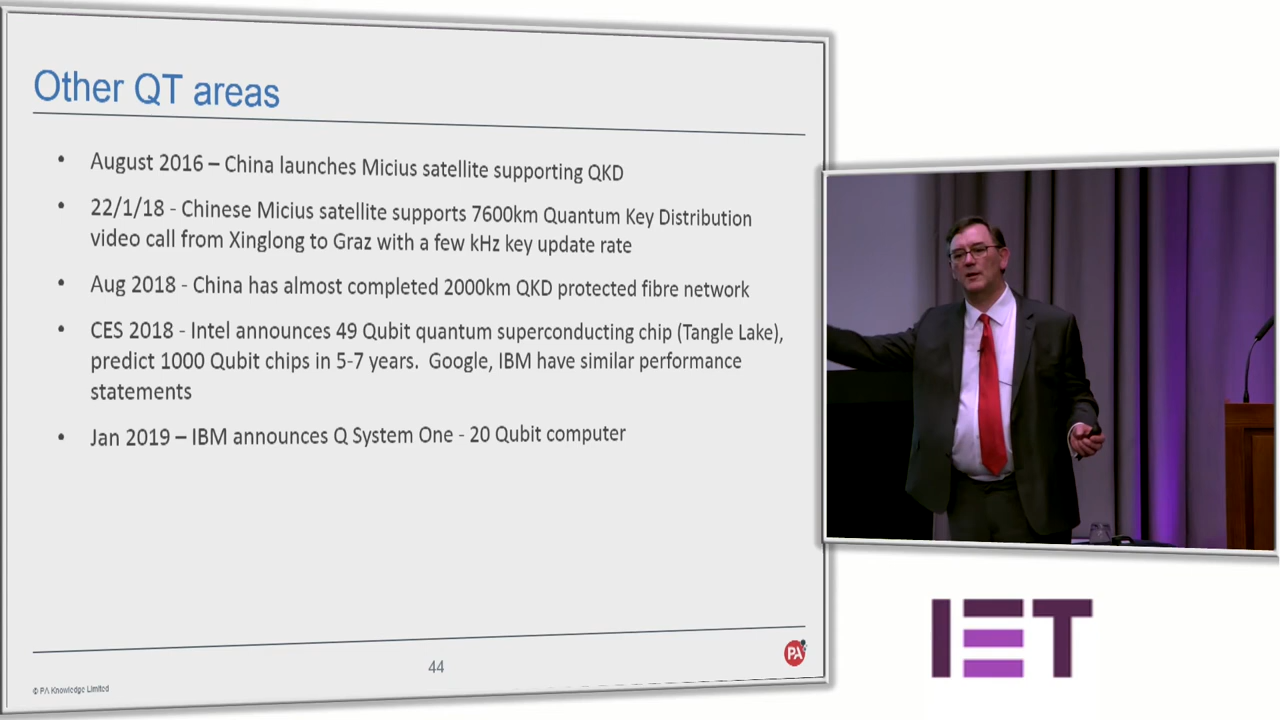 Other QT areas
• August 2016 – China launches Micius satellite supporting QKD
• 22/1/18 - Chinese Micius satellite supports 7600km Quantum Key Distribution
video call from Xinglong to Graz with a few kHz key update rate
• Aug 2018 - China has almost completed 2000km QKD protected fibre network
• CES 2018 - Intel announces 49 Qubit quantum superconducting chip (Tangle Lake),
predict 1000 Qubit chips in 5-7 years. Google, IBM have similar performance
statements
• Jan 2019 – IBM announces Q System One - 20 Qubit computer
44
PA
© PA Knowledge Limited
IET